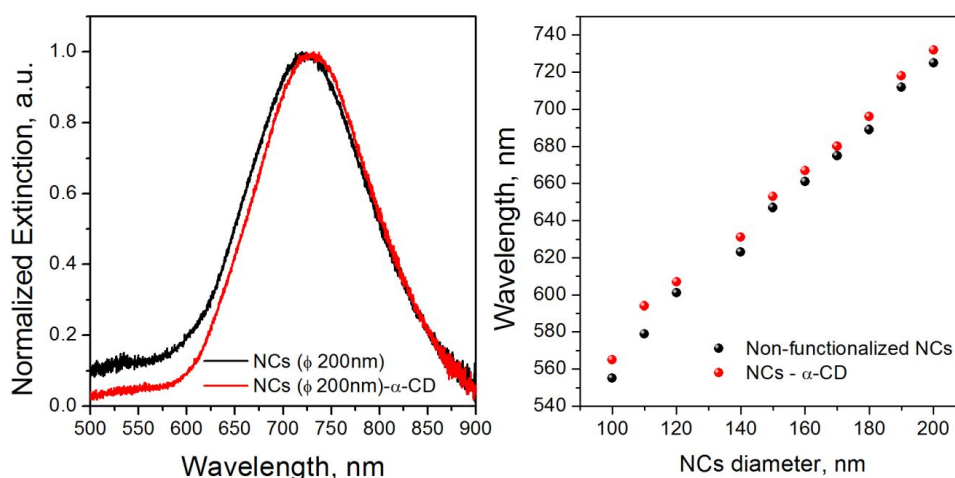 Normalized Extinction, a.u.
1.0
0.8
0.6
0.4
0.2
0.0
NCs (ϕ 200nm)
NCs (ϕ 200nm)-α-CD
500 550 600 650 700 750 800 850 900
Wavelength, nm
Wavelength, nm
740
720
700
680
660
640
620
600
580
560
540
Non-functionalized NCs
NCs - α-CD
100 120 140 160 180 200
NCs diameter, nm